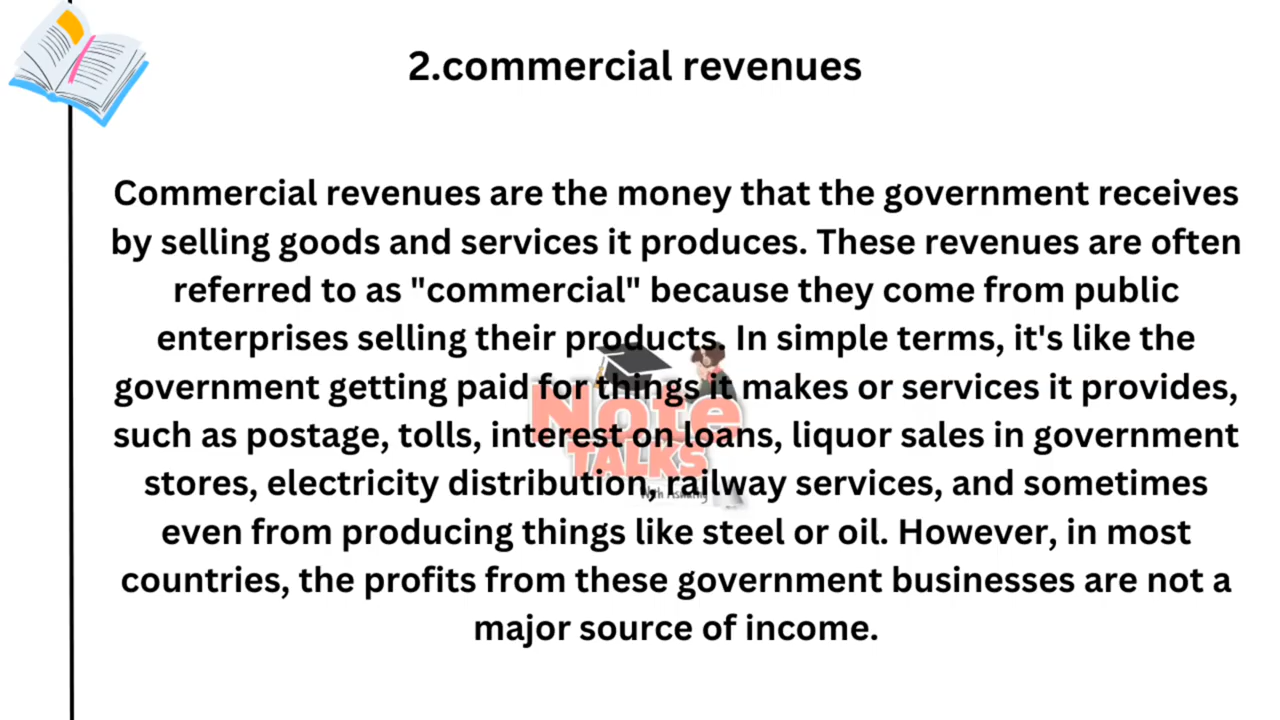 2.commercial revenues
Commercial revenues are the money that the government receives
by selling goods and services it produces. These revenues are often
referred to as "commercial" because they come from public
enterprises selling their products. In simple terms, it's like the
government getting paid for things it makes or services it provides,
such as postage, tolls, interest on loans, liquor sales in government
stores, electricity distribution, railway services, and sometimes
even from producing things like steel or oil. However, in most
countries, the profits from these government businesses are not a
major source of income.
Note
TALKS